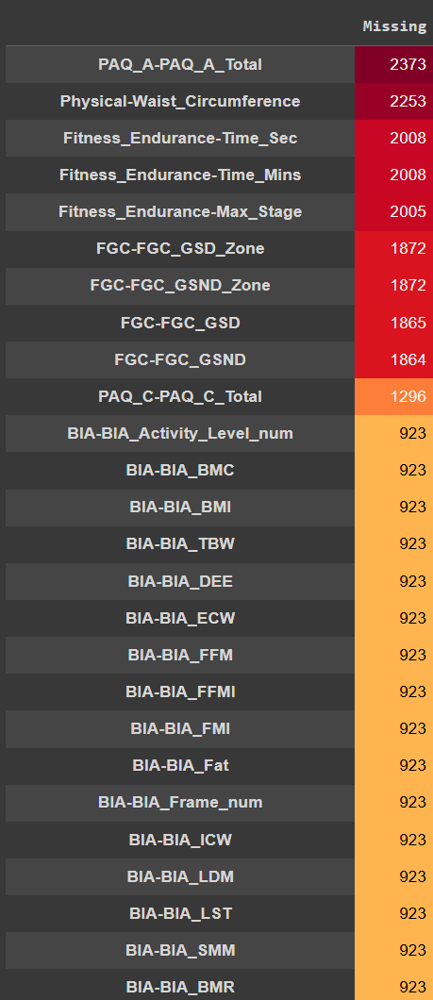 Missing
PAQ_A-PAQ_A_Total 2373
Physical-Waist_Circumference 2253
Fitness_Endurance-Time_Sec 2008
Fitness_Endurance-Time_Mins 2008
Fitness_Endurance-Max_Stage 2005
FGC-FGC_GSD_Zone 1872
FGC-FGC_GSND_Zone 1872
FGC-FGC_GSD 1865
FGC-FGC_GSND 1864
PAQ_C-PAQ_C_Total 1296
BIA-BIA_Activity_Level_num 923
BIA-BIA_BMC 923
BIA-BIA_BMI 923
BIA-BIA_TBW 923
BIA-BIA_DEE 923
BIA-BIA_ECW 923
BIA-BIA_FFM 923
BIA-BIA_FFMI 923
BIA-BIA_FMI 923
BIA-BIA_Fat 923
BIA-BIA_Frame_num 923
BIA-BIA_ICW 923
BIA-BIA_LDM 923
BIA-BIA_LST 923
BIA-BIA_SMM 923
BIA-BIA_BMR 923